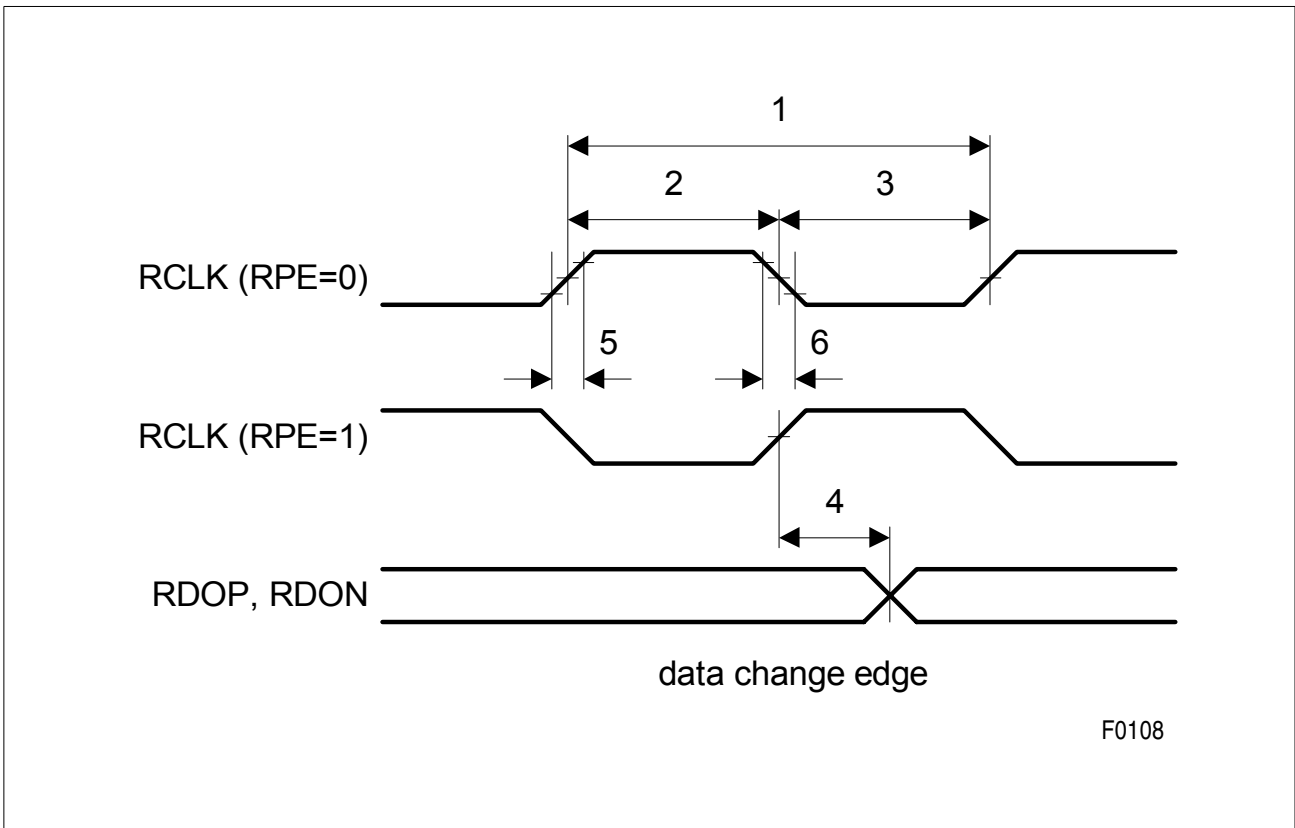 1
2 3
RCLK (RPE=0)
5 6
RCLK (RPE=1)
4
RDOP, RDON
data change edge
F0108